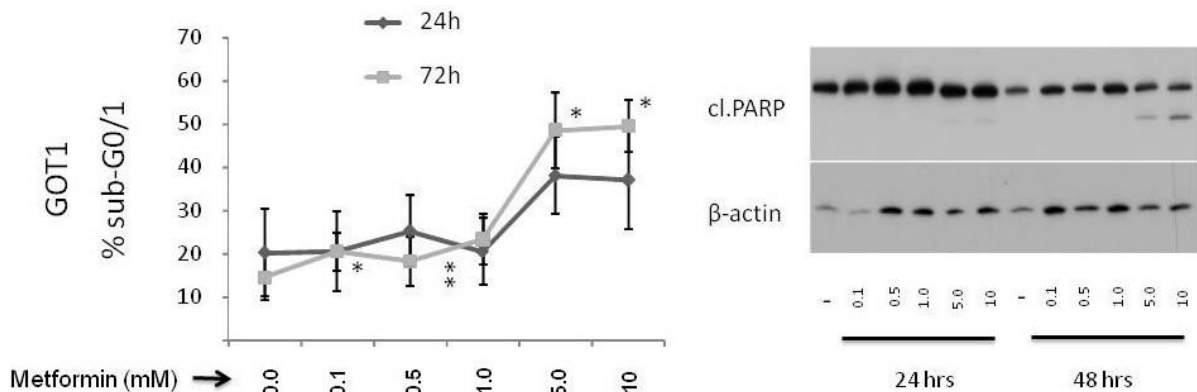 24h
72h
70
60
50
40
30
20
10
GOT1
% sub-G0/1
*
*
*
*
*
Metformin (mM) →
0.0
0.1
0.5
1.0
5.0
10
cl.PARP
β-actin
- 0.1 0.5 1.0 5.0 10 - 0.1 0.5 1.0 5.0 10
24 hrs 48 hrs